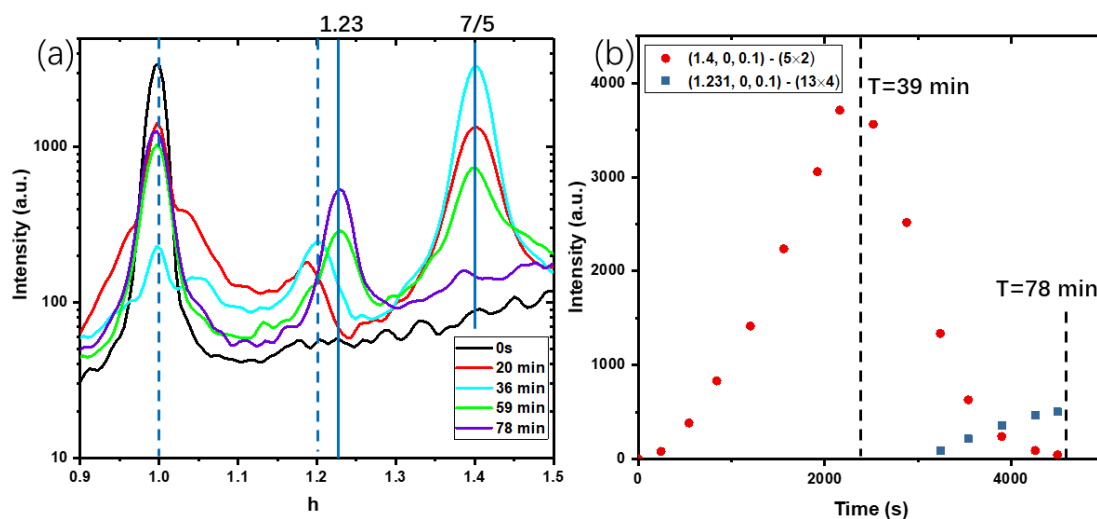 1.23 7/5
(a)
1000
100
10
Intensity (a.u.)
0s
20 min
36 min
59 min
78 min
0.9 1.0 1.1 1.2 1.3 1.4 1.5
h
(b)
(1.4, 0, 0.1) - (5×2)
(1.231, 0, 0.1) - (13×4)
T=39 min
T=78 min
4000
3000
2000
1000
0
Intensity (a.u.)
0 2000 4000
Time (s)